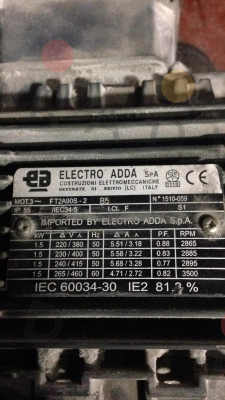 ea ELECTRO ADDA SPA
COSTRUZIONI ELETTROMECCANICHE
BEVERATE DI BRIVIO (LC) ITALY
CE
MOT.3~ FT2A90S - 2 B5 N° 1510-059
IP 55 IEC34-5 I.Cl. F S1
IMPORTED BY ELECTRO ADDA S.p.A.
kW Δ V Y Hz Δ A Y P.F. RPM
1.5 220 / 380 50 5.51 / 3.18 0.88 2865
1.5 230 / 400 50 5.58 / 3.22 0.83 2885
1.5 240 / 415 50 5.68 / 3.28 0.77 2895
1.5 265 / 460 60 4.71 / 2.72 0.82 3500
IEC 60034-30 IE2 81.3 %